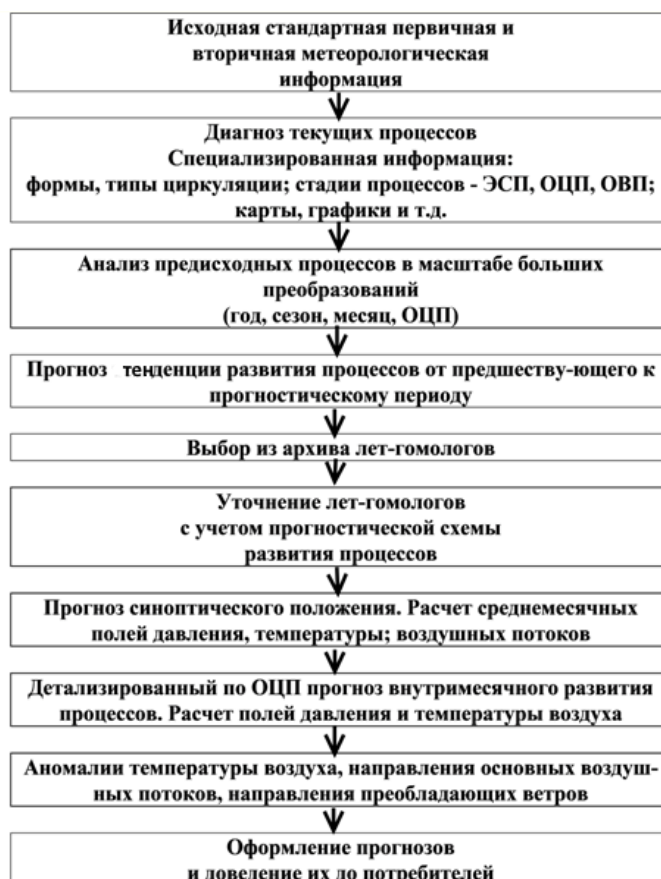 Исходная стандартная первичная и
вторичная метеорологическая
информация
Диагноз текущих процессов
Специализированная информация:
формы, типы циркуляции; стадии процессов - ЭСП, ОЦП, ОВП;
карты, графики и т.д.
Анализ предисходных процессов в масштабе больших
преобразований
(год, сезон, месяц, ОЦП)
Прогноз тенденции развития процессов от предшеству-ющего к
прогностическому периоду
Выбор из архива лет-гомологов
Уточнение лет-гомологов
с учетом прогностической схемы
развития процессов
Прогноз синоптического положения. Расчет среднемесячных
полей давления, температуры; воздушных потоков
Детализированный по ОЦП прогноз внутримесячного развития
процессов. Расчет полей давления и температуры воздуха
Аномалии температуры воздуха, направления основных воздуш-
ных потоков, направления преобладающих ветров
Оформление прогнозов
и доведение их до потребителей